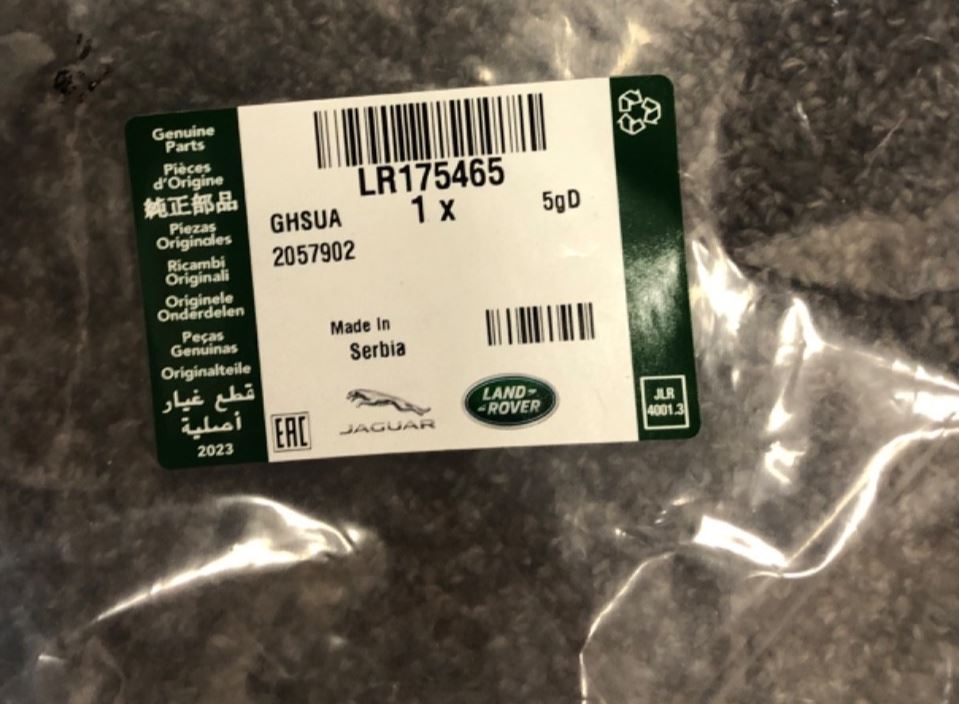 Genuine
Parts
Pièces
d'Origine
純正部品
Piezas
Originales
Ricambi
Originali
Originele
Onderdelen
Peças
Genuinas
Originalteile
قطع غيار
أصلية
2023
LR175465
1 x
5gD
GHSUA
2057902
Made In
Serbia
EAC
JAGUAR
LAND-
-ROVER
JLR
4001.3